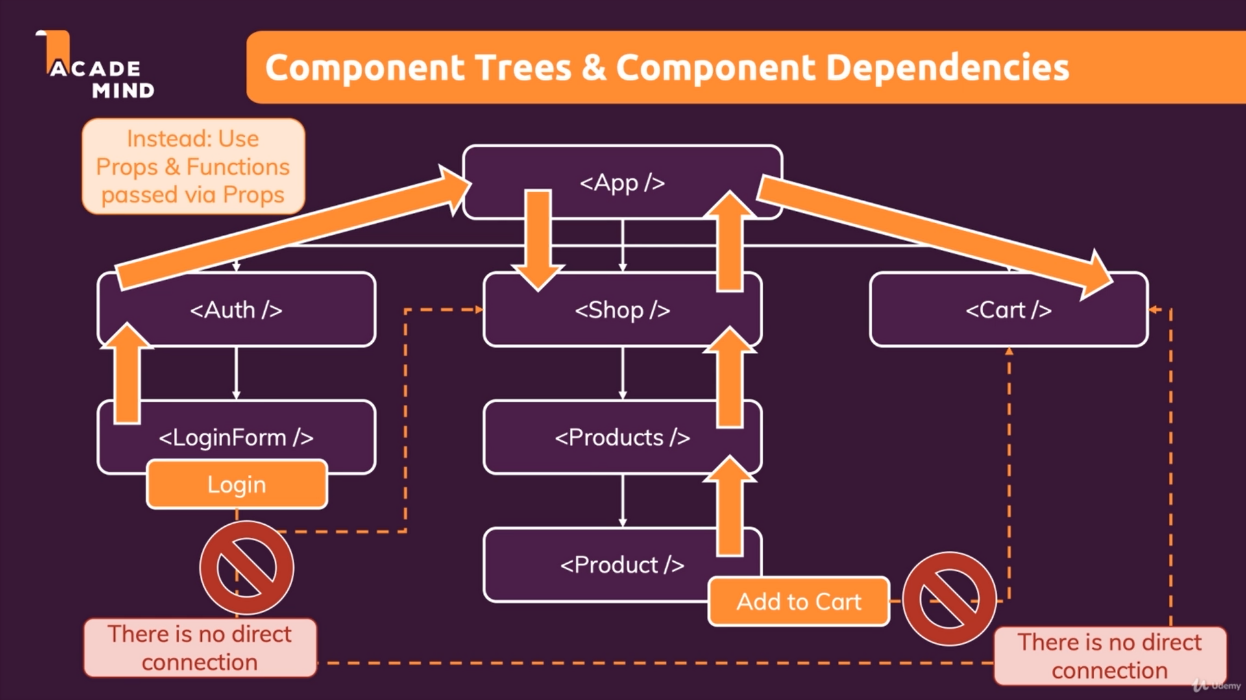 ACADE
MIND
Component Trees & Component Dependencies
Instead: Use
Props & Functions
passed via Props
<App />
<Auth />
<Shop />
<Cart />
<LoginForm />
Login
<Products />
<Product />
Add to Cart
There is no direct
connection
There is no direct
connection
Udemy